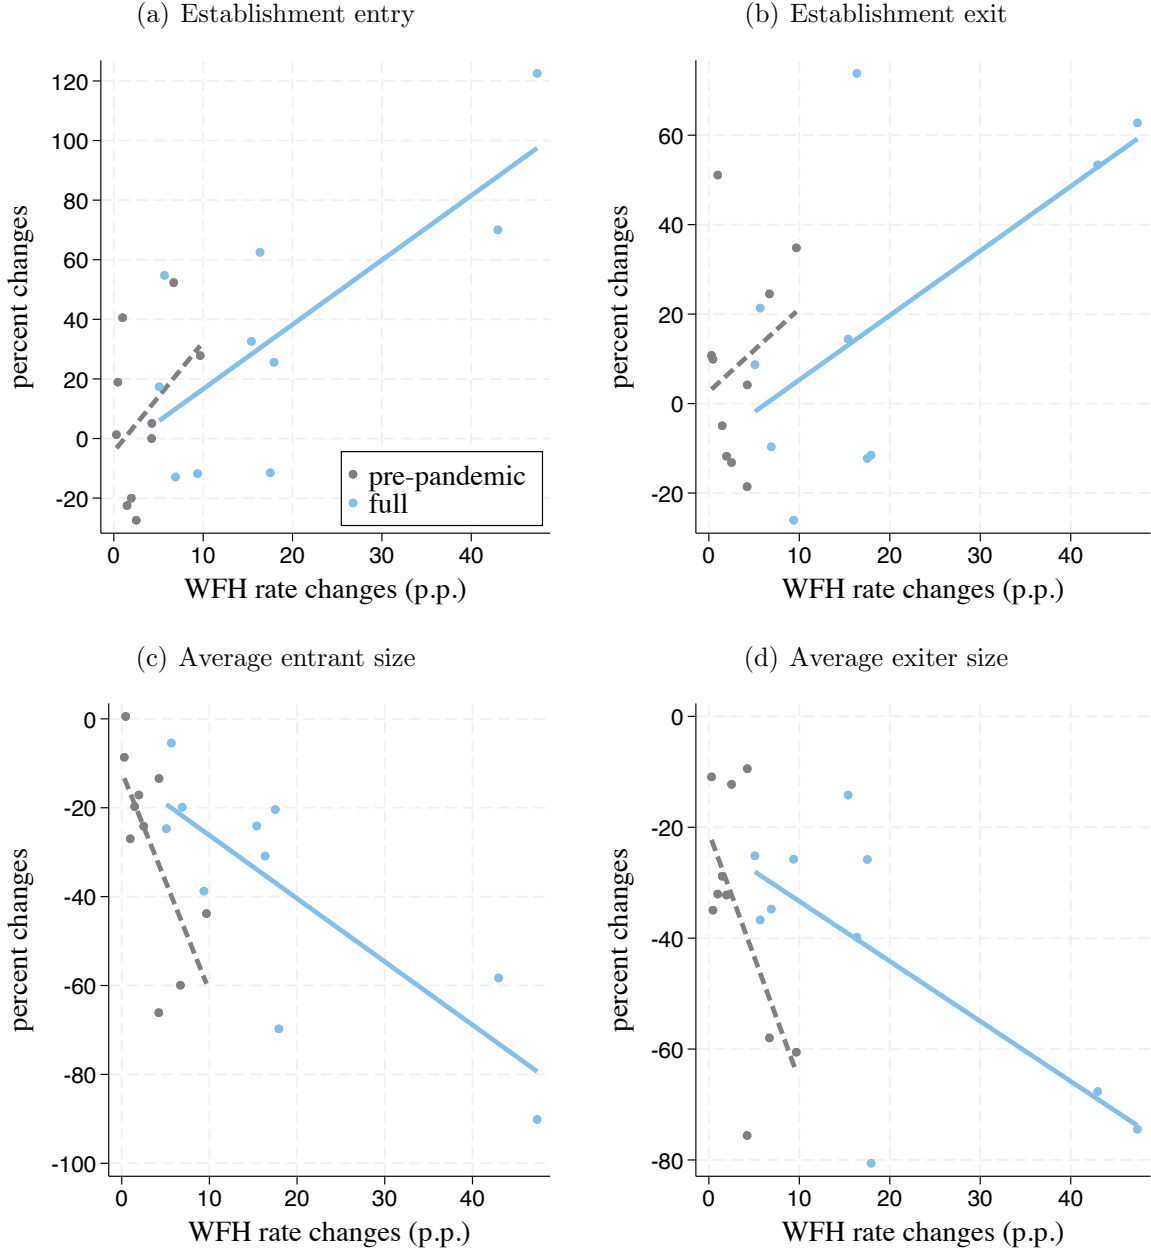 (a) Establishment entry
percent changes
120
100
80
60
40
20
0
-20
0 10 20 30 40
WFH rate changes (p.p.)
pre-pandemic
full
(b) Establishment exit
percent changes
60
40
20
0
-20
0 10 20 30 40
WFH rate changes (p.p.)
(c) Average entrant size
percent changes
0
-20
-40
-60
-80
-100
0 10 20 30 40
WFH rate changes (p.p.)
(d) Average exiter size
percent changes
0
-20
-40
-60
-80
0 10 20 30 40
WFH rate changes (p.p.)